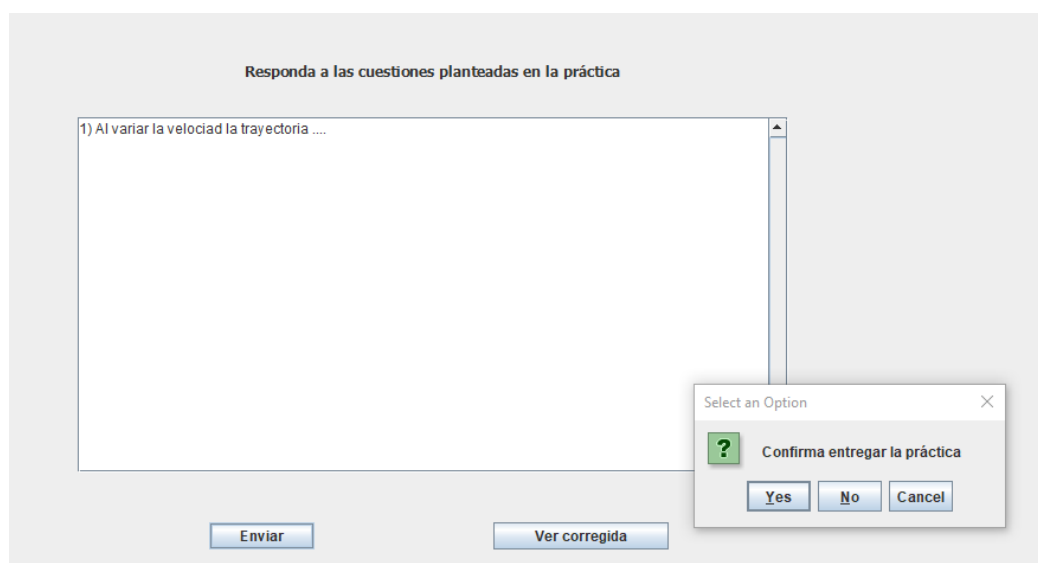 Responda a las cuestiones planteadas en la práctica
1) Al variar la velociad la trayectoria ....
Select an Option
?
Confirma entregar la práctica
Yes No Cancel
Enviar Ver corregida